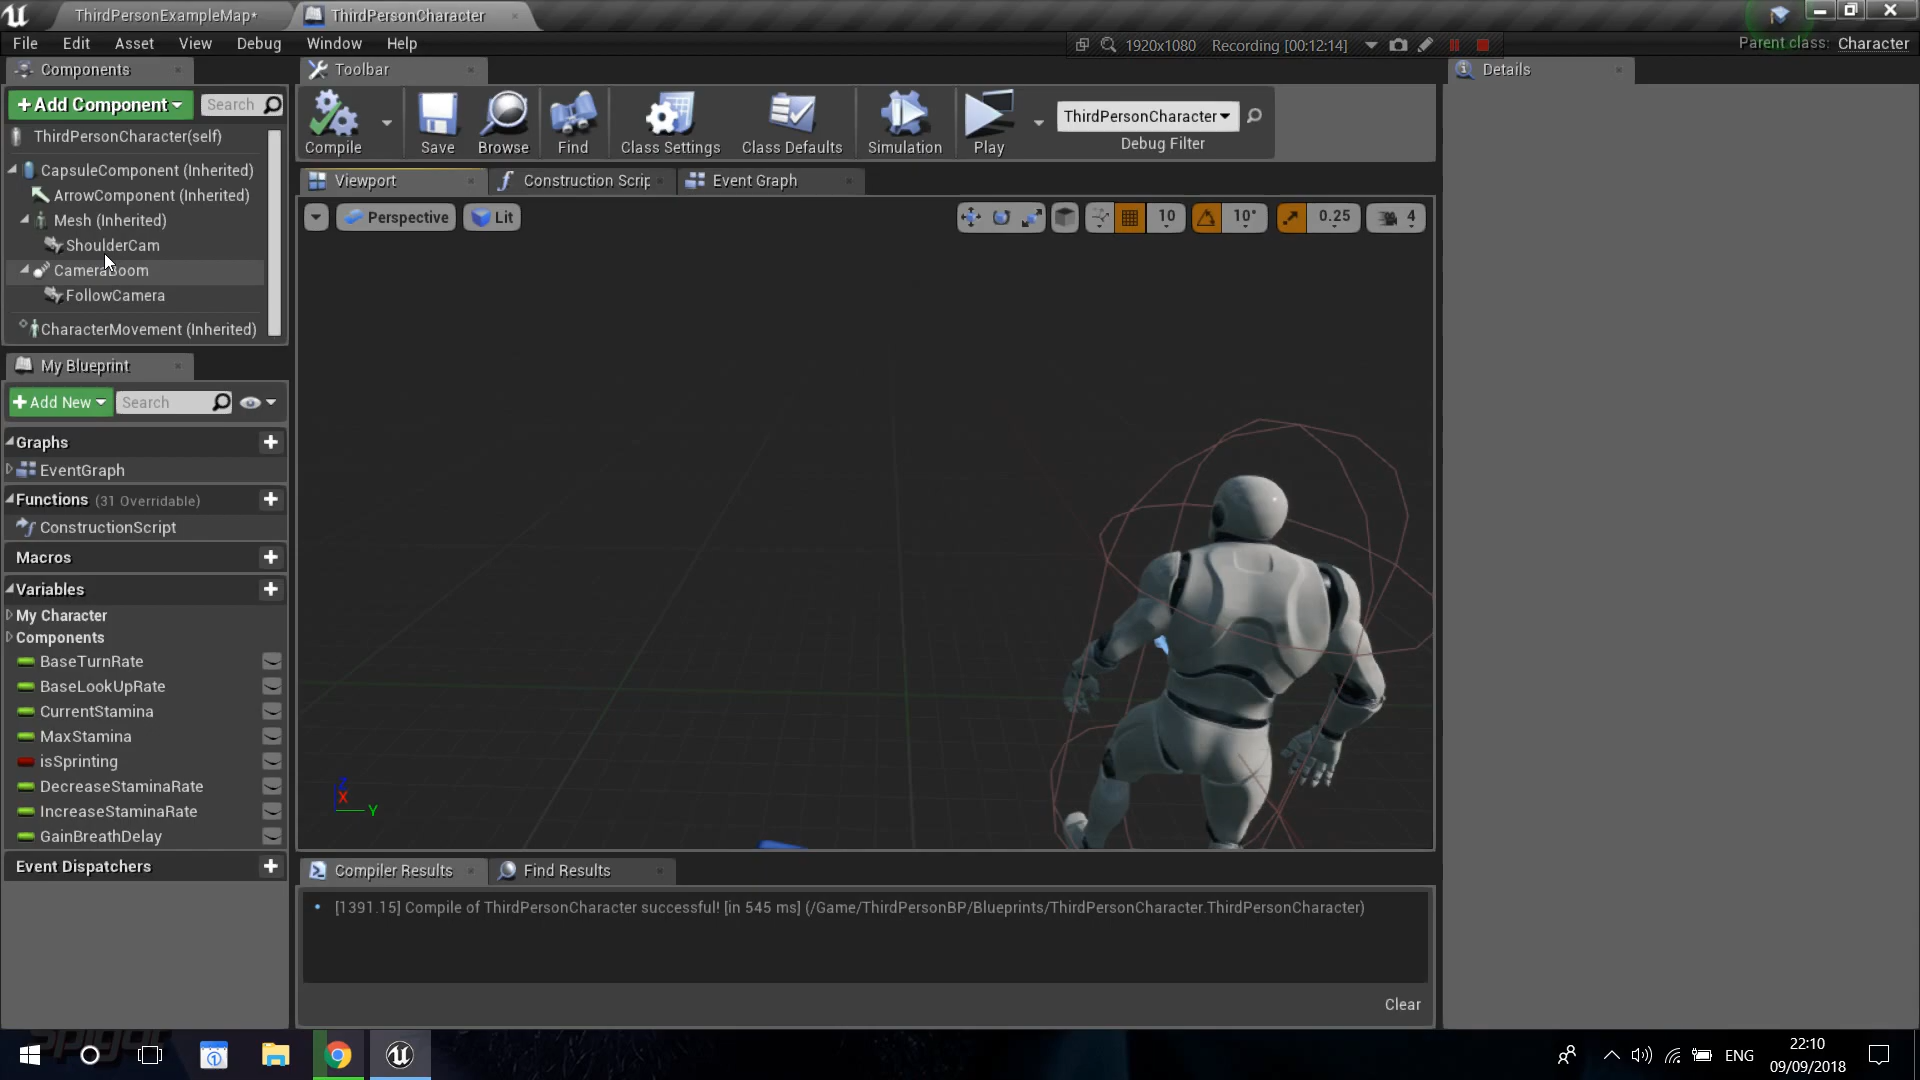 ThirdPersonExampleMap*
ThirdPersonCharacter
File Edit Asset View Debug Window Help
1920x1080 Recording [00:12:14]
Parent class: Character
Components
Toolbar
Details
+Add Component
Search
ThirdPersonCharacter(self)
CapsuleComponent (Inherited)
ArrowComponent (Inherited)
Mesh (Inherited)
ShoulderCam
CameraBoom
FollowCamera
CharacterMovement (Inherited)
Compile Save Browse Find Class Settings Class Defaults Simulation Play
ThirdPersonCharacter
Debug Filter
Viewport
Construction Scrip
Event Graph
Perspective
Lit
10 10° 0.25 4
X Y
My Blueprint
+Add New
Search
Graphs
EventGraph
Functions (31 Overridable)
ConstructionScript
Macros
Variables
My Character
Components
BaseTurnRate
BaseLookUpRate
CurrentStamina
MaxStamina
isSprinting
DecreaseStaminaRate
IncreaseStaminaRate
GainBreathDelay
Event Dispatchers
Compiler Results
Find Results
[1391.15] Compile of ThirdPersonCharacter successful! [in 545 ms] (/Game/ThirdPersonBP/Blueprints/ThirdPersonCharacter.ThirdPersonCharacter)
Clear
ENG
22:10
09/09/2018